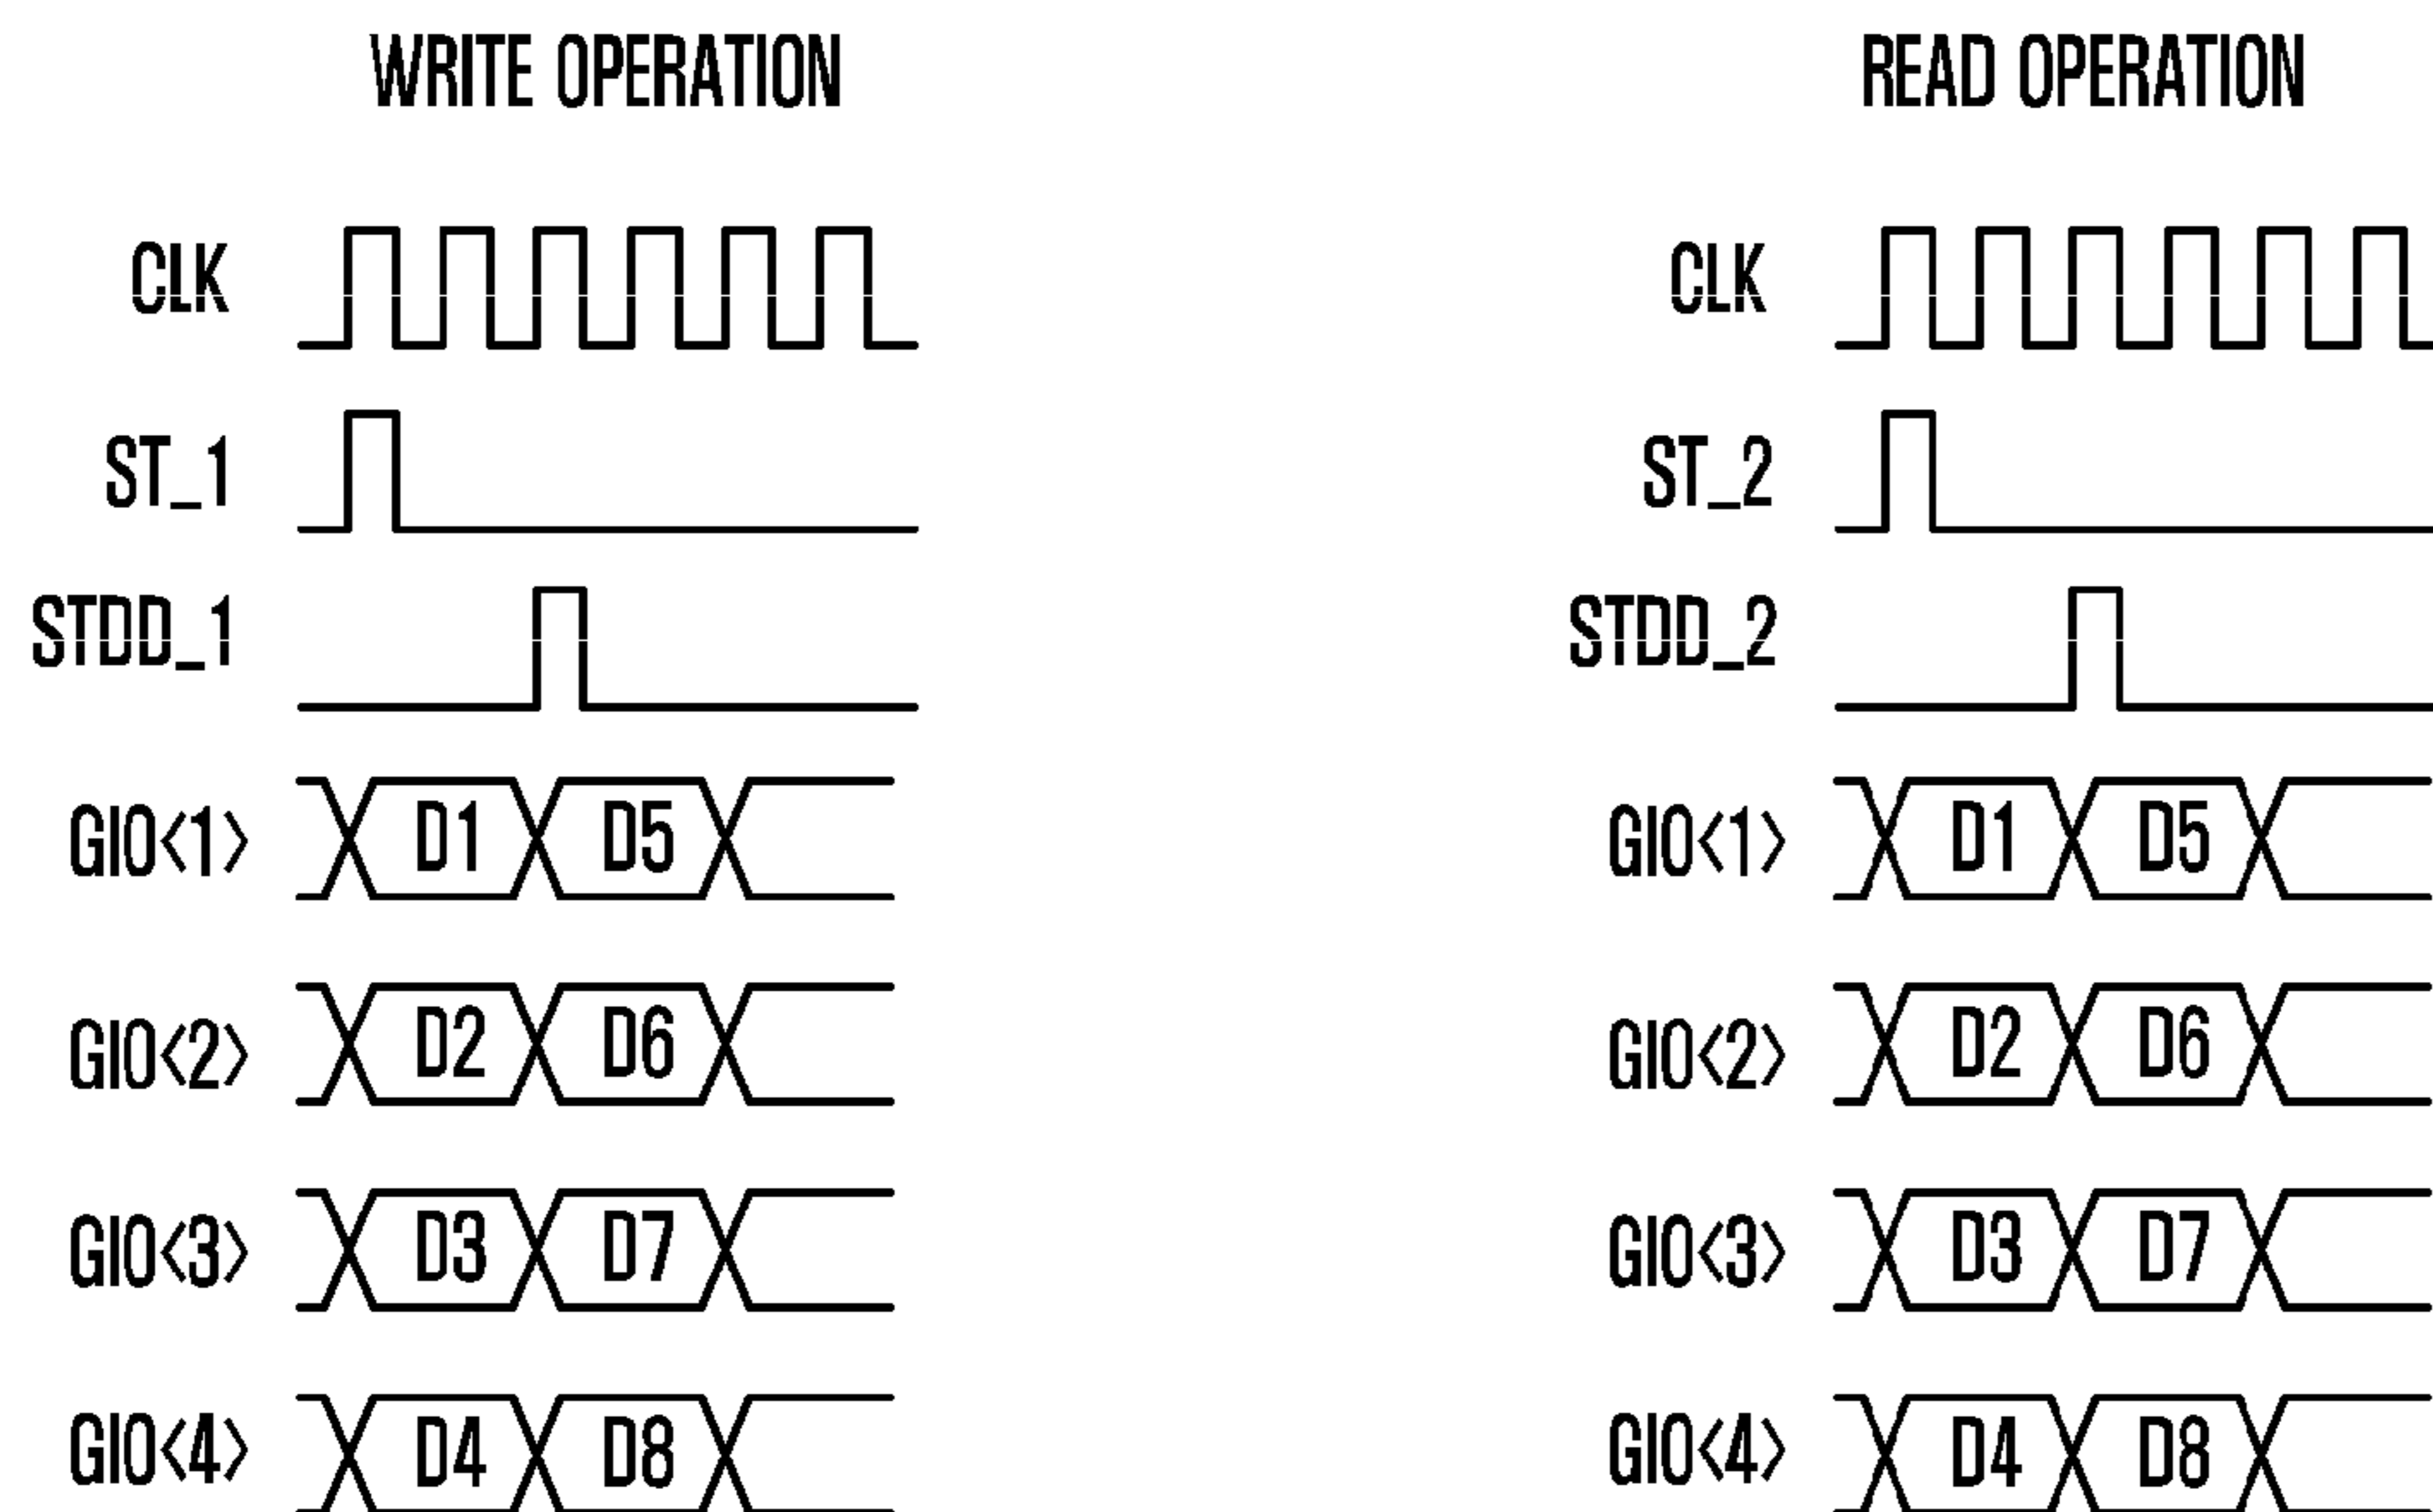 WRITE OPERATION
CLK
ST_1
STDD_1
GIO<1> D1 D5
GIO<2> D2 D6
GIO<3> D3 D7
GIO<4> D4 D8
READ OPERATION
CLK
ST_2
STDD_2
GIO<1> D1 D5
GIO<2> D2 D6
GIO<3> D3 D7
GIO<4> D4 D8